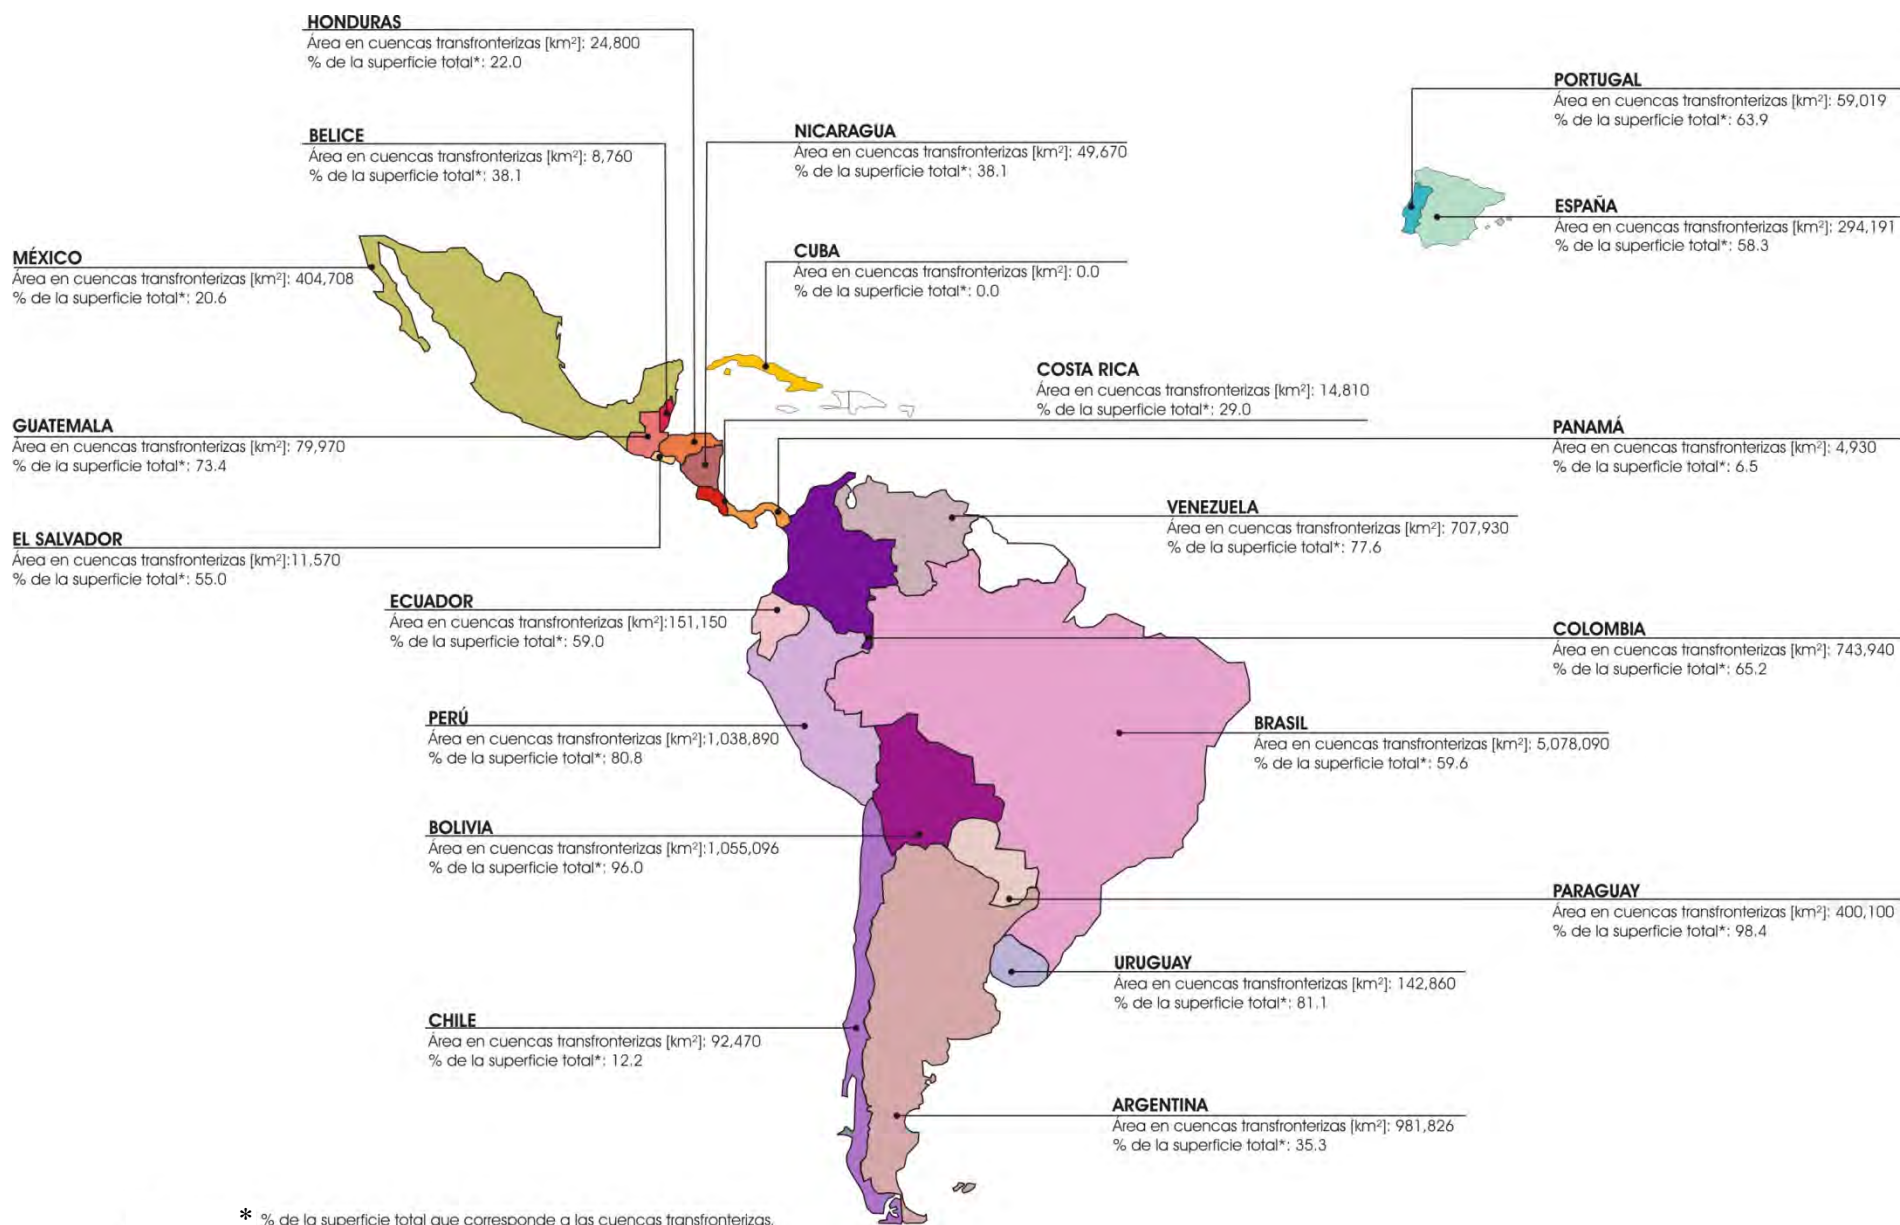 HONDURAS
Área en cuencas transfronterizas [km²]: 24,800
% de la superficie total*: 22.0
PORTUGAL
Área en cuencas transfronterizas [km²]: 59,019
% de la superficie total*: 63.9
BELICE
Área en cuencas transfronterizas [km²]: 8,760
% de la superficie total*: 38.1
NICARAGUA
Área en cuencas transfronterizas [km²]: 49,670
% de la superficie total*: 38.1
ESPAÑA
Área en cuencas transfronterizas [km²]: 294,191
% de la superficie total*: 58.3
MÉXICO
Área en cuencas transfronterizas [km²]: 404,708
% de la superficie total*: 20.6
CUBA
Área en cuencas transfronterizas [km²]: 0.0
% de la superficie total*: 0.0
COSTA RICA
Área en cuencas transfronterizas [km²]: 14,810
% de la superficie total*: 29.0
GUATEMALA
Área en cuencas transfronterizas [km²]: 79,970
% de la superficie total*: 73.4
PANAMÁ
Área en cuencas transfronterizas [km²]: 4,930
% de la superficie total*: 6.5
VENEZUELA
Área en cuencas transfronterizas [km²]: 707,930
% de la superficie total*: 77.6
EL SALVADOR
Área en cuencas transfronterizas [km²]:11,570
% de la superficie total*: 55.0
ECUADOR
Área en cuencas transfronterizas [km²]:151,150
% de la superficie total*: 59.0
COLOMBIA
Área en cuencas transfronterizas [km²]: 743,940
% de la superficie total*: 65.2
PERÚ
Área en cuencas transfronterizas [km²]:1,038,890
% de la superficie total*: 80.8
BRASIL
Área en cuencas transfronterizas [km²]: 5,078,090
% de la superficie total*: 59.6
BOLIVIA
Área en cuencas transfronterizas [km²]:1,055,096
% de la superficie total*: 96.0
PARAGUAY
Área en cuencas transfronterizas [km²]: 400,100
% de la superficie total*: 98.4
URUGUAY
Área en cuencas transfronterizas [km²]: 142,860
% de la superficie total*: 81.1
CHILE
Área en cuencas transfronterizas [km²]: 92,470
% de la superficie total*: 12.2
ARGENTINA
Área en cuencas transfronterizas [km²]: 981,826
% de la superficie total*: 35.3
* % de la superficie total que corresponde a las cuencas transfronterizas.